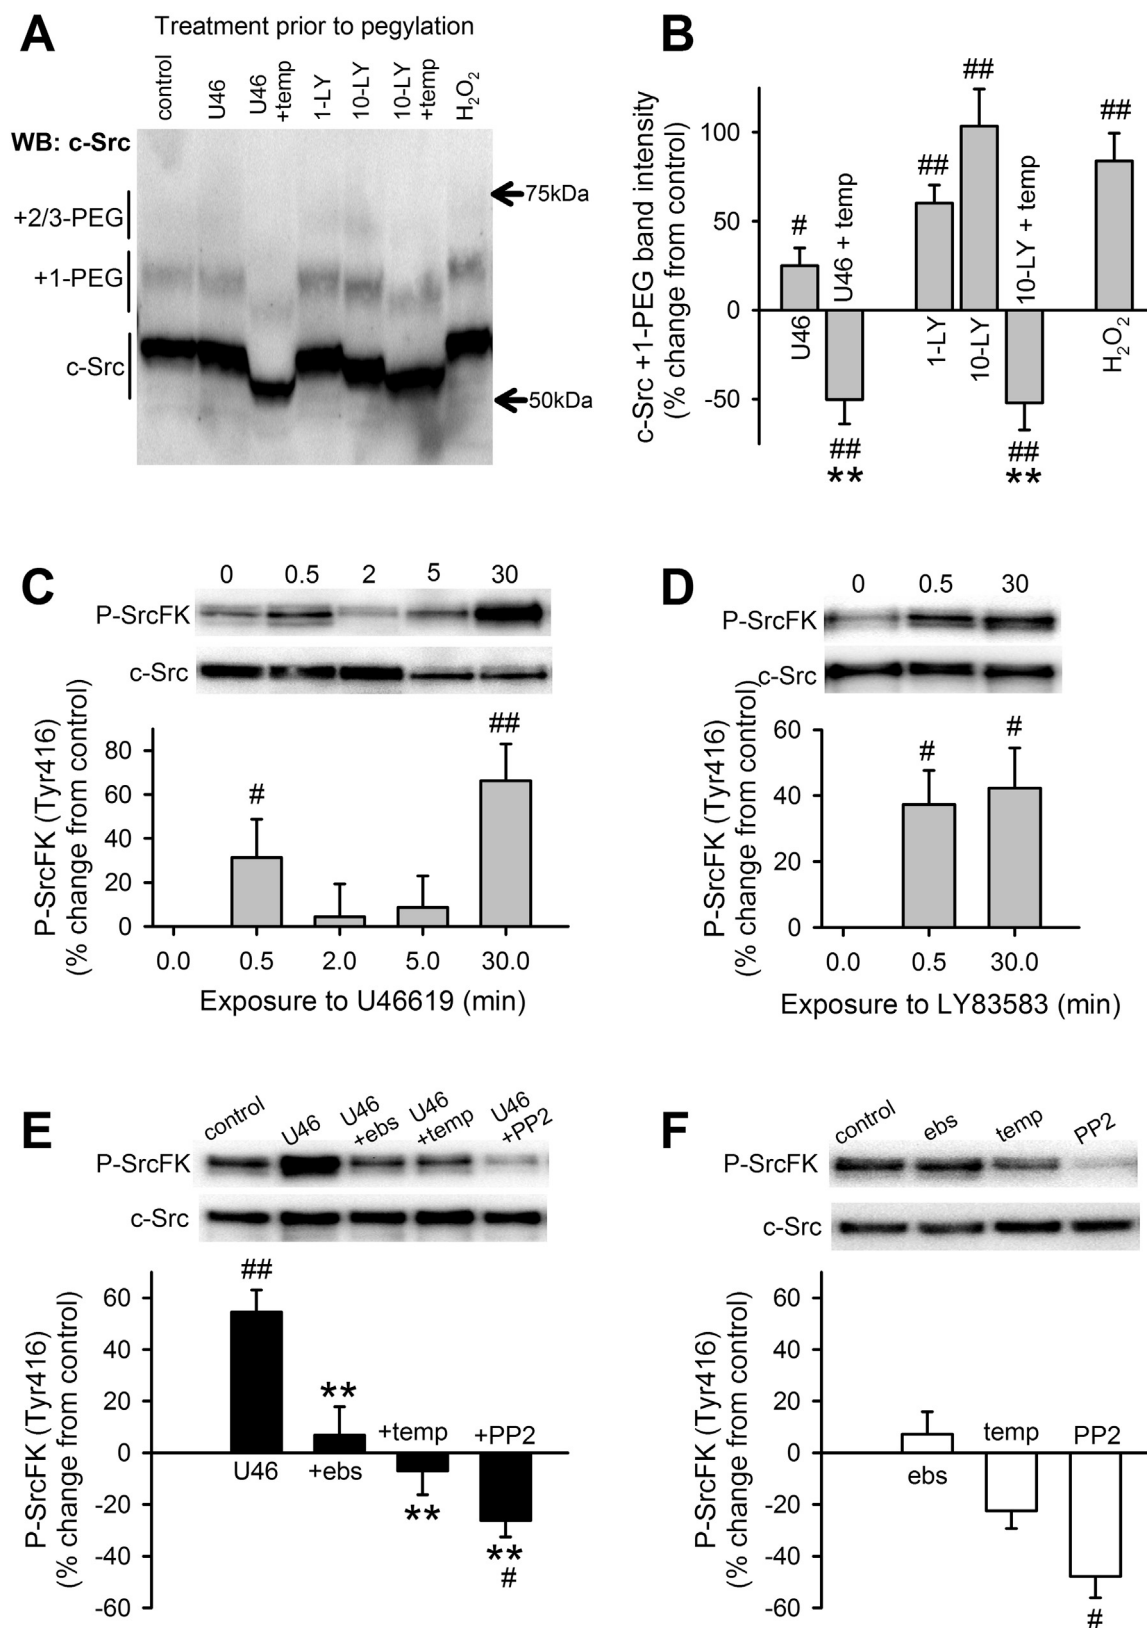 A
Treatment prior to pegylation
control
U46
U46
+temp
1-LY
10-LY
10-LY
+temp
H₂O₂
WB: c-Src
75kDa
+2/3-PEG
+1-PEG
c-Src
50kDa
B
c-Src +1-PEG band intensity
(% change from control)
100
50
0
-50
#
##
##
##
##
**
##
**
U46
U46 + temp
1-LY
10-LY
10-LY + temp
H₂O₂
C
0 0.5 2 5 30
P-SrcFK
c-Src
P-SrcFK (Tyr416)
(% change from control)
80
60
40
20
0
#
##
0.0 0.5 2.0 5.0 30.0
Exposure to U46619 (min)
D
0 0.5 30
P-SrcFK
c-Src
P-SrcFK (Tyr416)
(% change from control)
60
40
20
0
#
#
0.0 0.5 30.0
Exposure to LY83583 (min)
E
control
U46
U46
+ebs
U46
+temp
U46
+PP2
P-SrcFK
c-Src
P-SrcFK (Tyr416)
(% change from control)
60
40
20
0
-20
-40
-60
##
**
+temp
+PP2
U46
+ebs
**
**
#
F
control
ebs
temp
PP2
P-SrcFK
c-Src
P-SrcFK (Tyr416)
(% change from control)
60
40
20
0
-20
-40
-60
temp
PP2
ebs
#